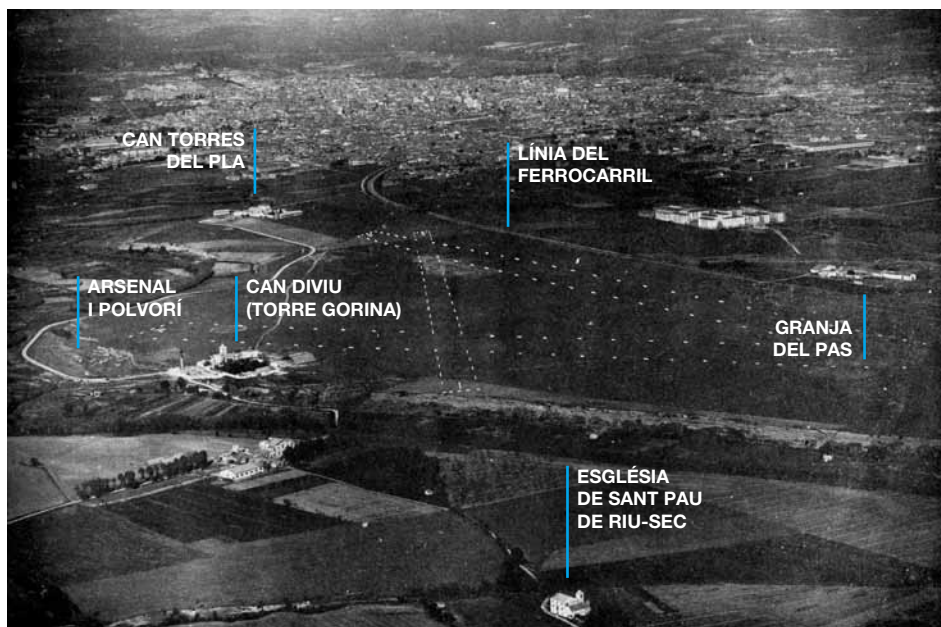 CAN TORRES
DEL PLA
LÍNIA DEL
FERROCARRIL
ARSENAL
I POLVORÍ
CAN DIVIU
(TORRE GORINA)
GRANJA
DEL PAS
ESGLÉSIA
DE SANT PAU
DE RIU-SEC